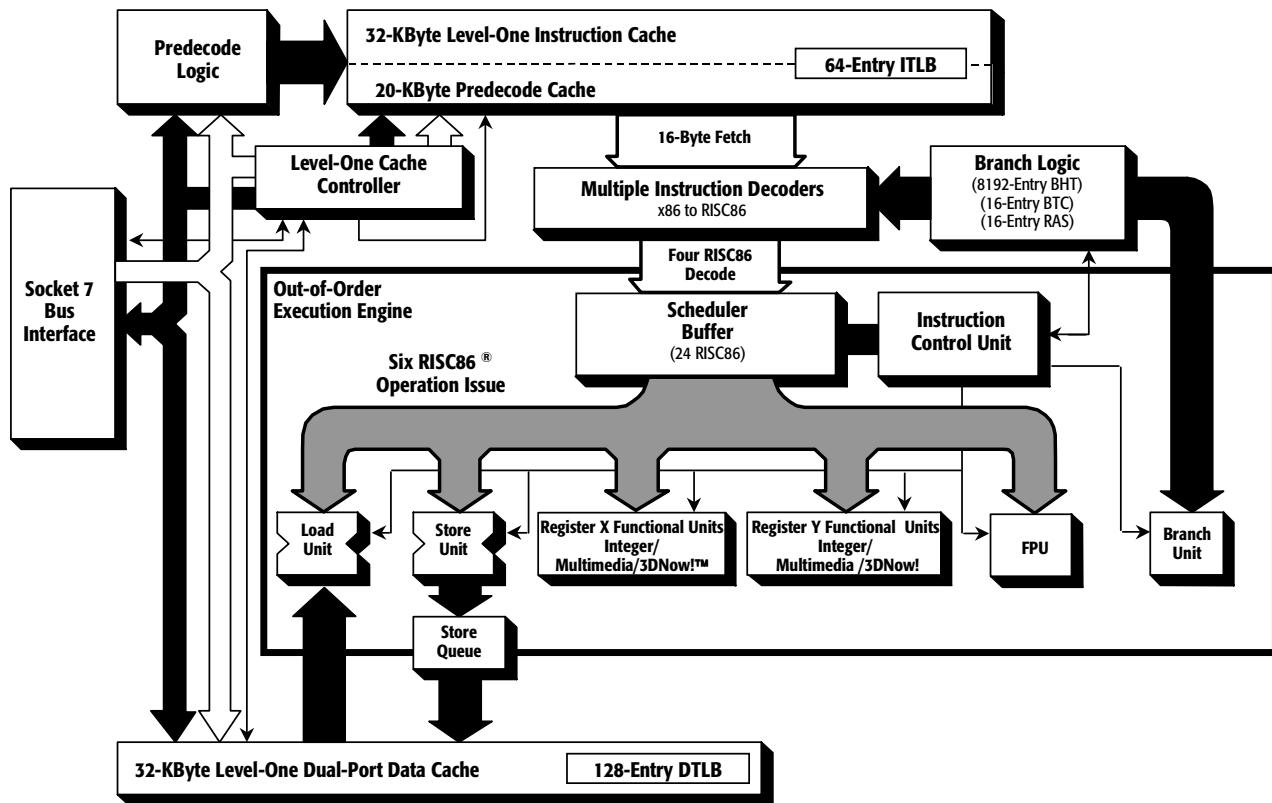 Predecode
Logic
32-KByte Level-One Instruction Cache
64-Entry ITLB
20-KByte Predecode Cache
16-Byte Fetch
Level-One Cache
Controller
Multiple Instruction Decoders
x86 to RISC86
Branch Logic
(8192-Entry BHT)
(16-Entry BTC)
(16-Entry RAS)
Four RISC86
Decode
Socket 7
Bus
Interface
Out-of-Order
Execution Engine
Scheduler
Buffer
(24 RISC86)
Instruction
Control Unit
Six RISC86 ®
Operation Issue
Load
Unit
Store
Unit
Register X Functional Units
Integer/
Multimedia/3DNow!™
Register Y Functional Units
Integer/
Multimedia /3DNow!
FPU
Branch
Unit
Store
Queue
32-KByte Level-One Dual-Port Data Cache
128-Entry DTLB